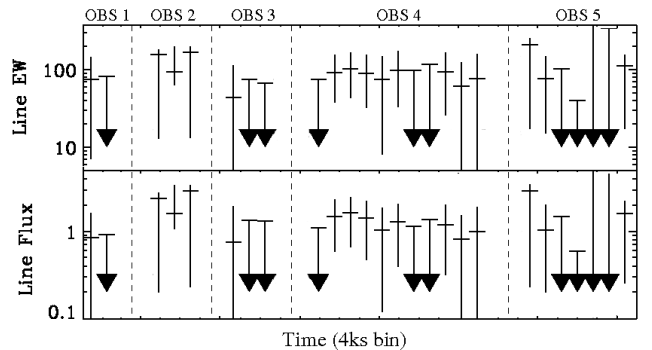 OBS 1 OBS 2 OBS 3 OBS 4 OBS 5
Line EW
100
10
Line Flux
1
0.1
Time (4ks bin)